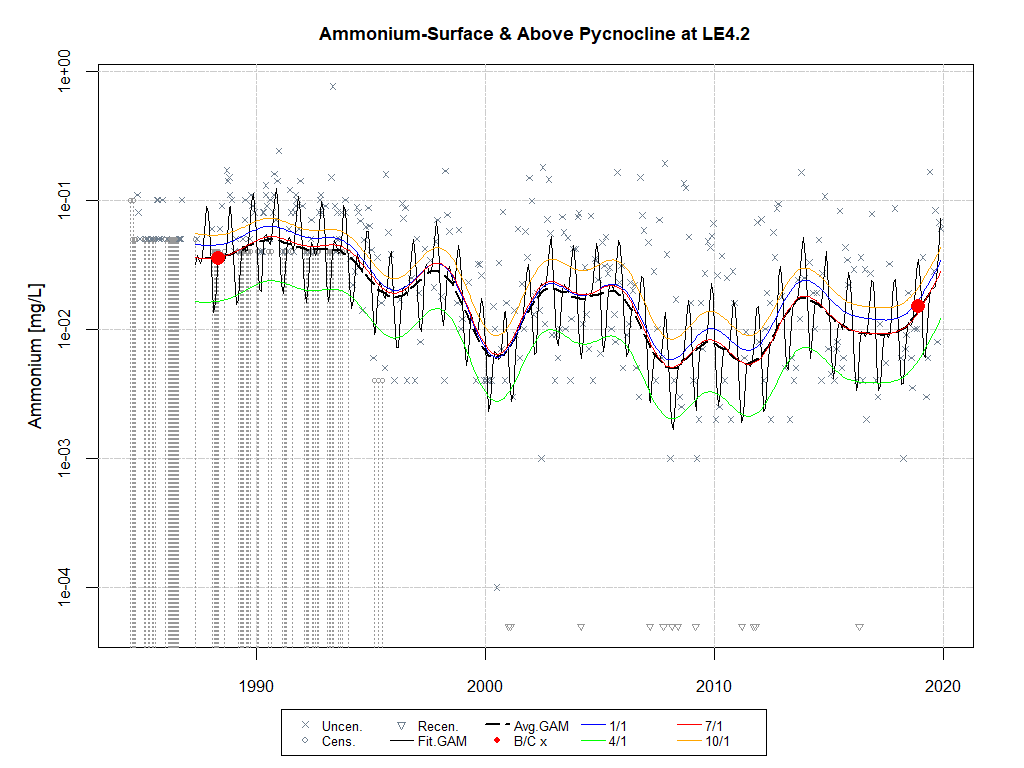 Ammonium-Surface & Above Pycnocline at LE4.2
Ammonium [mg/L]
1e+00
1e-01
1e-02
1e-03
1e-04
1990 2000 2010 2020
Uncen. Recen. Avg.GAM 1/1 7/1
Cens. Fit.GAM B/C x 4/1 10/1